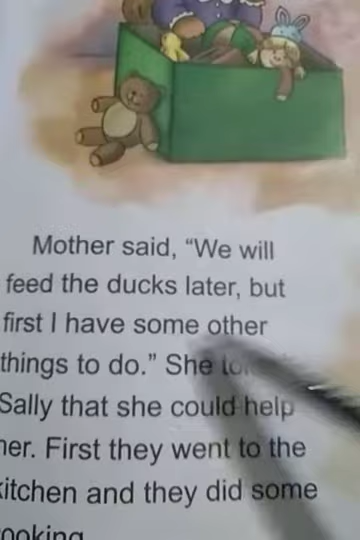 Mother said, "We will
feed the ducks later, but
first I have some other
things to do." She
Sally that she could help
her. First they went to the
kitchen and they did some